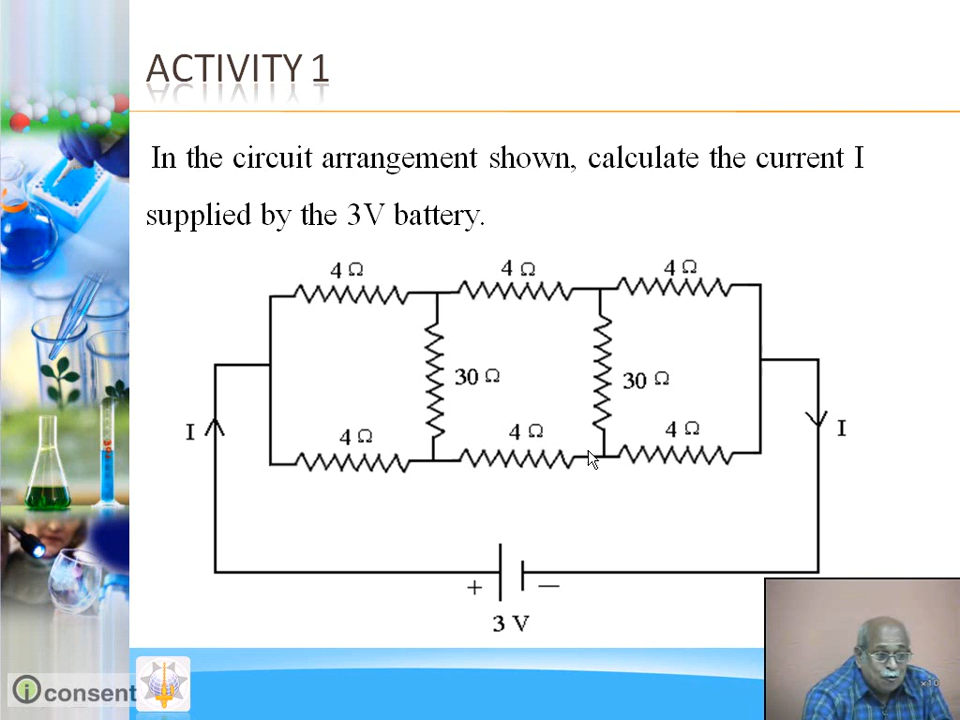 ACTIVITY 1
In the circuit arrangement shown, calculate the current I
supplied by the 3V battery.
4 Ω 4 Ω 4 Ω
30 Ω 30 Ω
I I
4 Ω 4 Ω 4 Ω
+ −
3 V
i consent